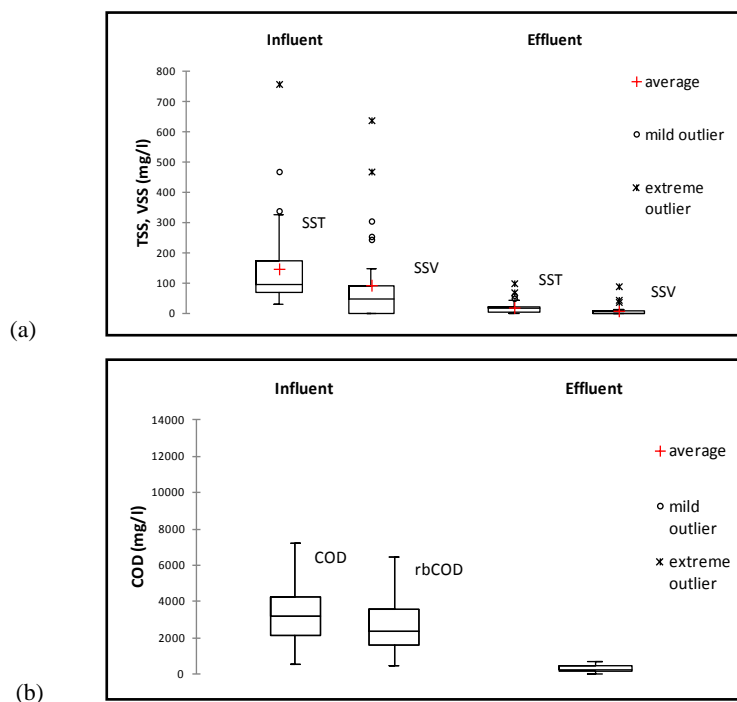 Influent Effluent
800
700
600
500
400
300
200
100
0
TSS, VSS (mg/l)
SST
SSV
SST
SSV
average
mild outlier
extreme
outlier
(a)
Influent Effluent
14000
12000
10000
8000
6000
4000
2000
0
COD (mg/l)
COD
rbCOD
average
mild
outlier
extreme
outlier
(b)